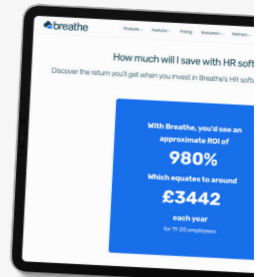 breathe
Products Features Pricing Resources Partners
How much will I save with HR soft
Discover the return you'll get when you invest in Breathe's HR softw
With Breathe, you'd see an
approximate ROI of
980%
Which equates to around
£3442
each year
for 11-20 employees